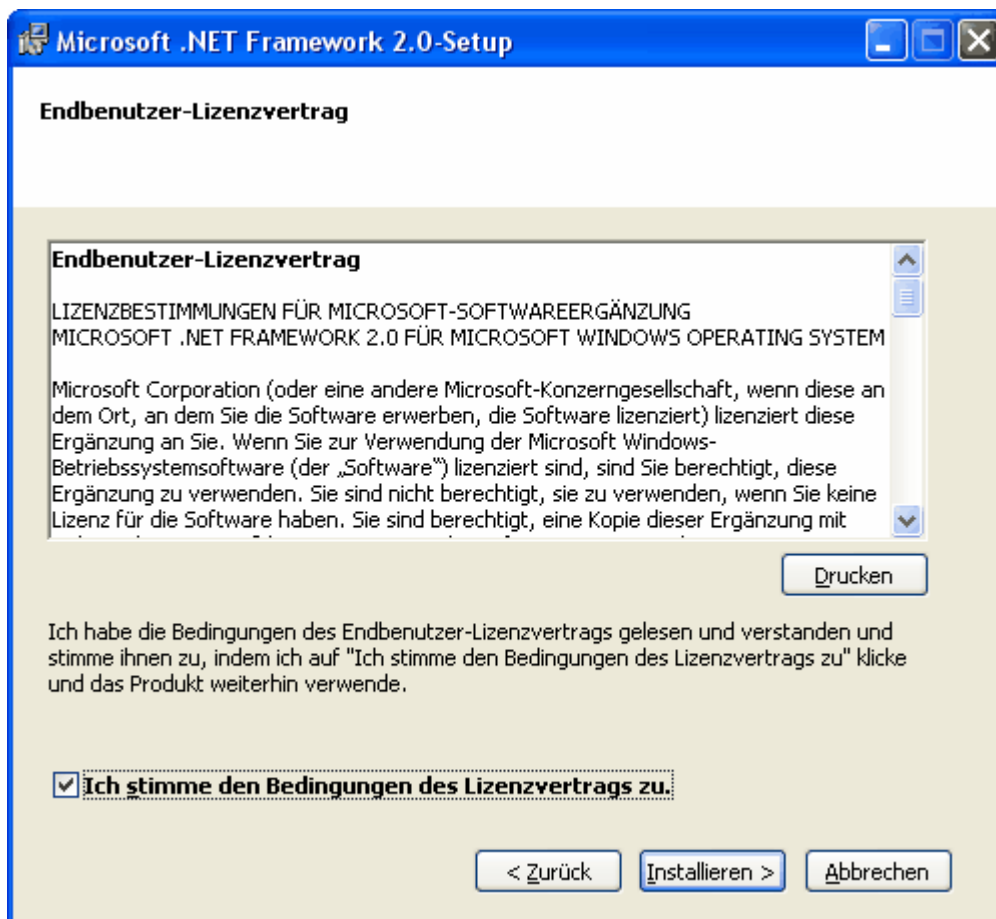 Microsoft .NET Framework 2.0-Setup
Endbenutzer-Lizenzvertrag
Endbenutzer-Lizenzvertrag
LIZENZBESTIMMUNGEN FÜR MICROSOFT-SOFTWAREERGÄNZUNG
MICROSOFT .NET FRAMEWORK 2.0 FÜR MICROSOFT WINDOWS OPERATING SYSTEM
Microsoft Corporation (oder eine andere Microsoft-Konzerngesellschaft, wenn diese an
dem Ort, an dem Sie die Software erwerben, die Software lizenziert) lizenziert diese
Ergänzung an Sie. Wenn Sie zur Verwendung der Microsoft Windows-
Betriebssystemsoftware (der „Software“) lizenziert sind, sind Sie berechtigt, diese
Ergänzung zu verwenden. Sie sind nicht berechtigt, sie zu verwenden, wenn Sie keine
Lizenz für die Software haben. Sie sind berechtigt, eine Kopie dieser Ergänzung mit
Drucken
Ich habe die Bedingungen des Endbenutzer-Lizenzvertrags gelesen und verstanden und
stimme ihnen zu, indem ich auf "Ich stimme den Bedingungen des Lizenzvertrags zu" klicke
und das Produkt weiterhin verwende.
Ich stimme den Bedingungen des Lizenzvertrags zu.
< Zurück
Installieren >
Abbrechen